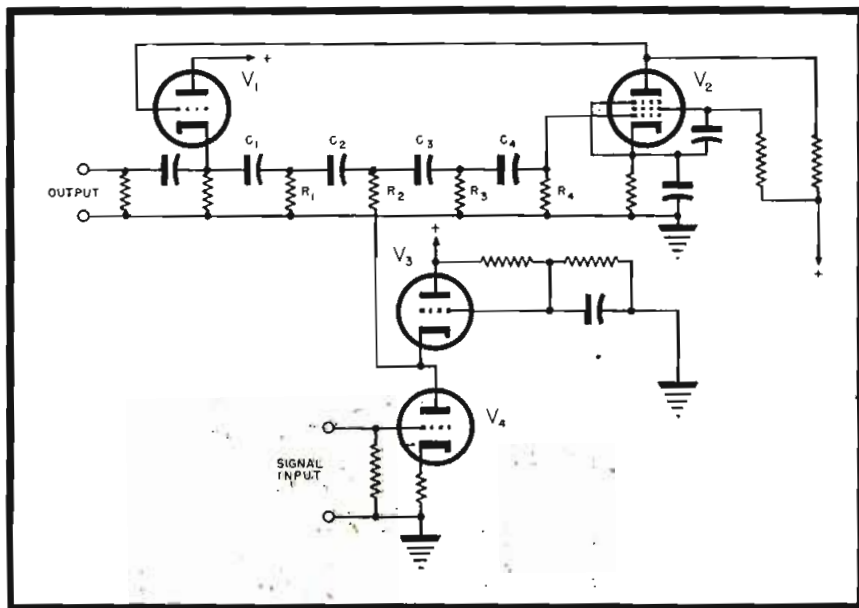 V1
+
V2
C1
C2
C3
C4
OUTPUT
R1
R2
R3
R4
+
V3
+
V4
SIGNAL
INPUT